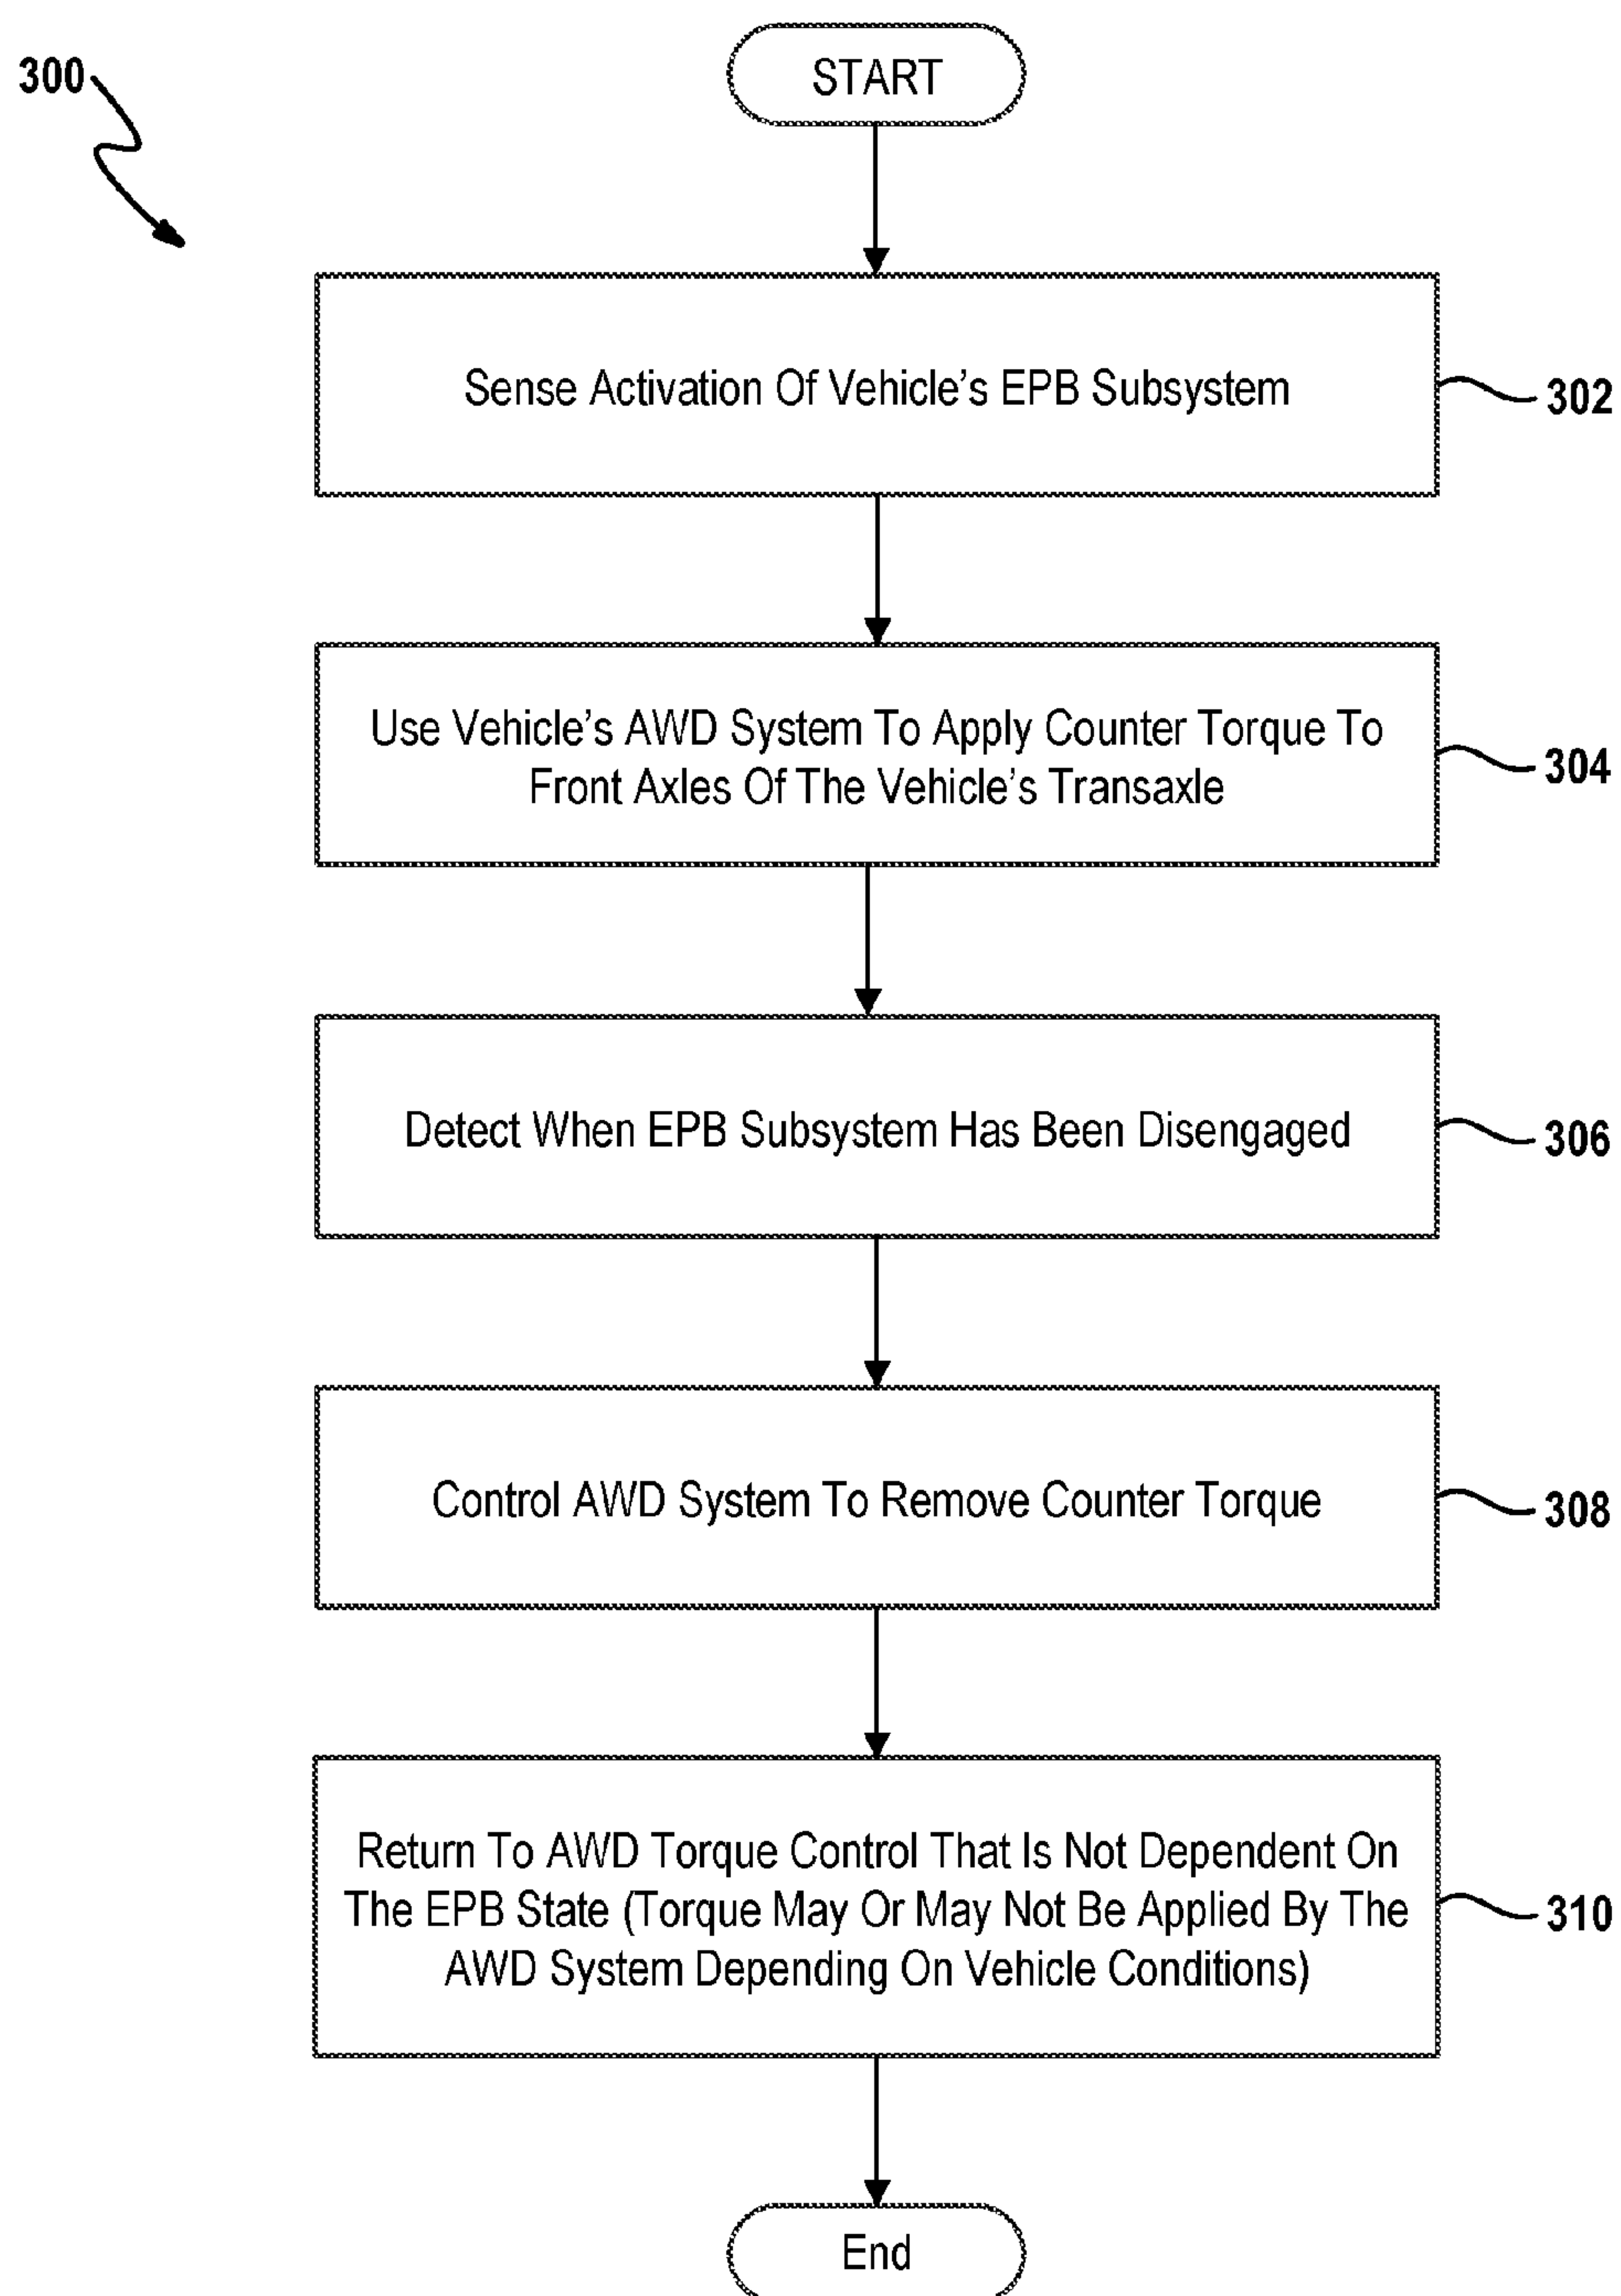 300
START
Sense Activation Of Vehicle's EPB Subsystem
302
Use Vehicle's AWD System To Apply Counter Torque To
Front Axles Of The Vehicle's Transaxle
304
Detect When EPB Subsystem Has Been Disengaged
306
Control AWD System To Remove Counter Torque
308
Return To AWD Torque Control That Is Not Dependent On
The EPB State (Torque May Or May Not Be Applied By The
AWD System Depending On Vehicle Conditions)
310
End